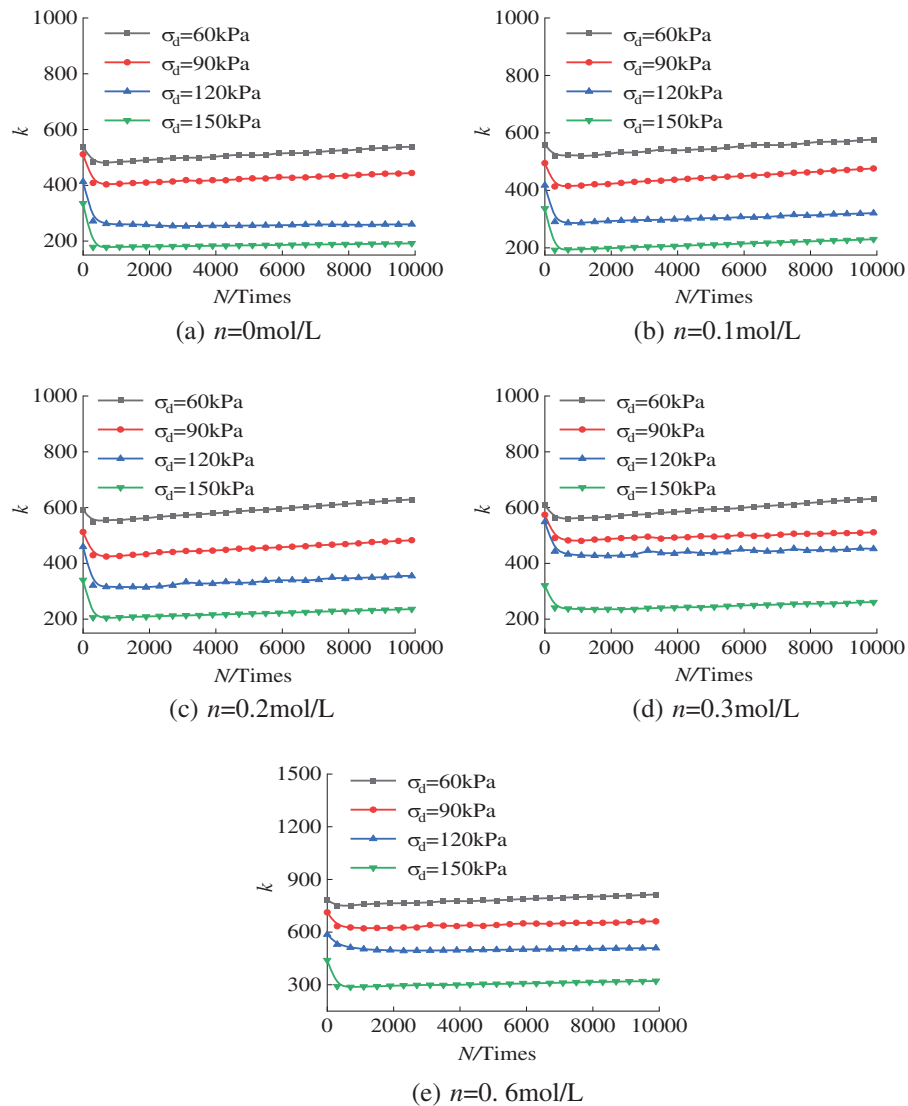 1000
800
600
400
200
k
σd=60kPa
σd=90kPa
σd=120kPa
σd=150kPa
0 2000 4000 6000 8000 10000
N/Times
(a) n=0mol/L
1000
800
600
400
200
k
σd=60kPa
σd=90kPa
σd=120kPa
σd=150kPa
0 2000 4000 6000 8000 10000
N/Times
(b) n=0.1mol/L
1000
800
600
400
200
k
σd=60kPa
σd=90kPa
σd=120kPa
σd=150kPa
0 2000 4000 6000 8000 10000
N/Times
(c) n=0.2mol/L
1000
800
600
400
200
k
σd=60kPa
σd=90kPa
σd=120kPa
σd=150kPa
0 2000 4000 6000 8000 10000
N/Times
(d) n=0.3mol/L
1500
1200
900
600
300
k
σd=60kPa
σd=90kPa
σd=120kPa
σd=150kPa
0 2000 4000 6000 8000 10000
N/Times
(e) n=0. 6mol/L